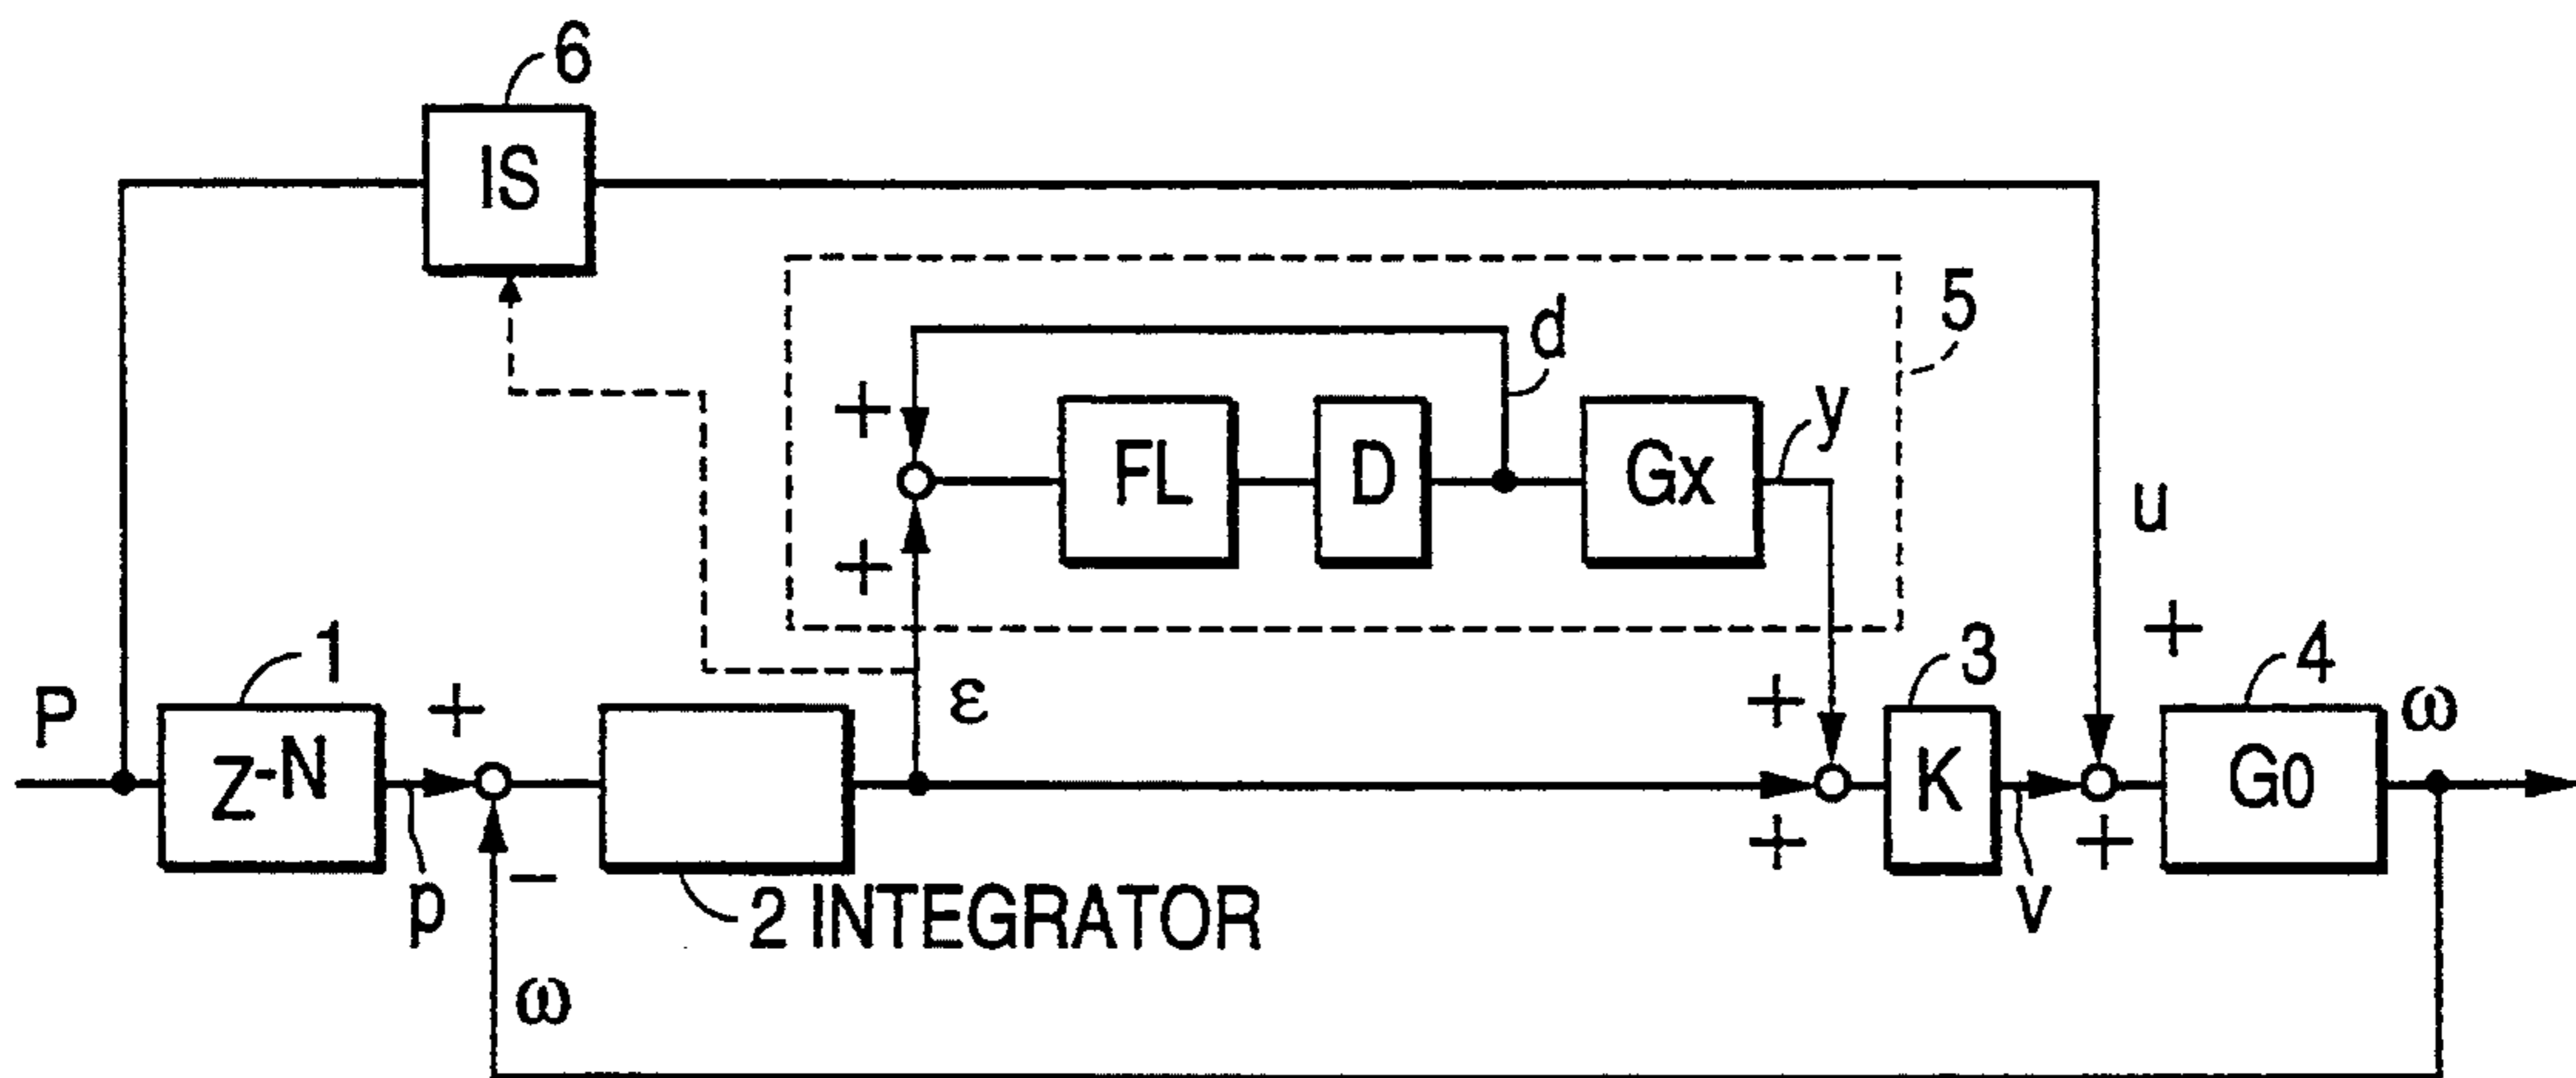 6
IS
5
d
+
FL
D
Gx
y
+
u
P
1
Z-N
p
+
-
ω
2 INTEGRATOR
ε
+
+
3
K
v
+
+
4
G0
ω